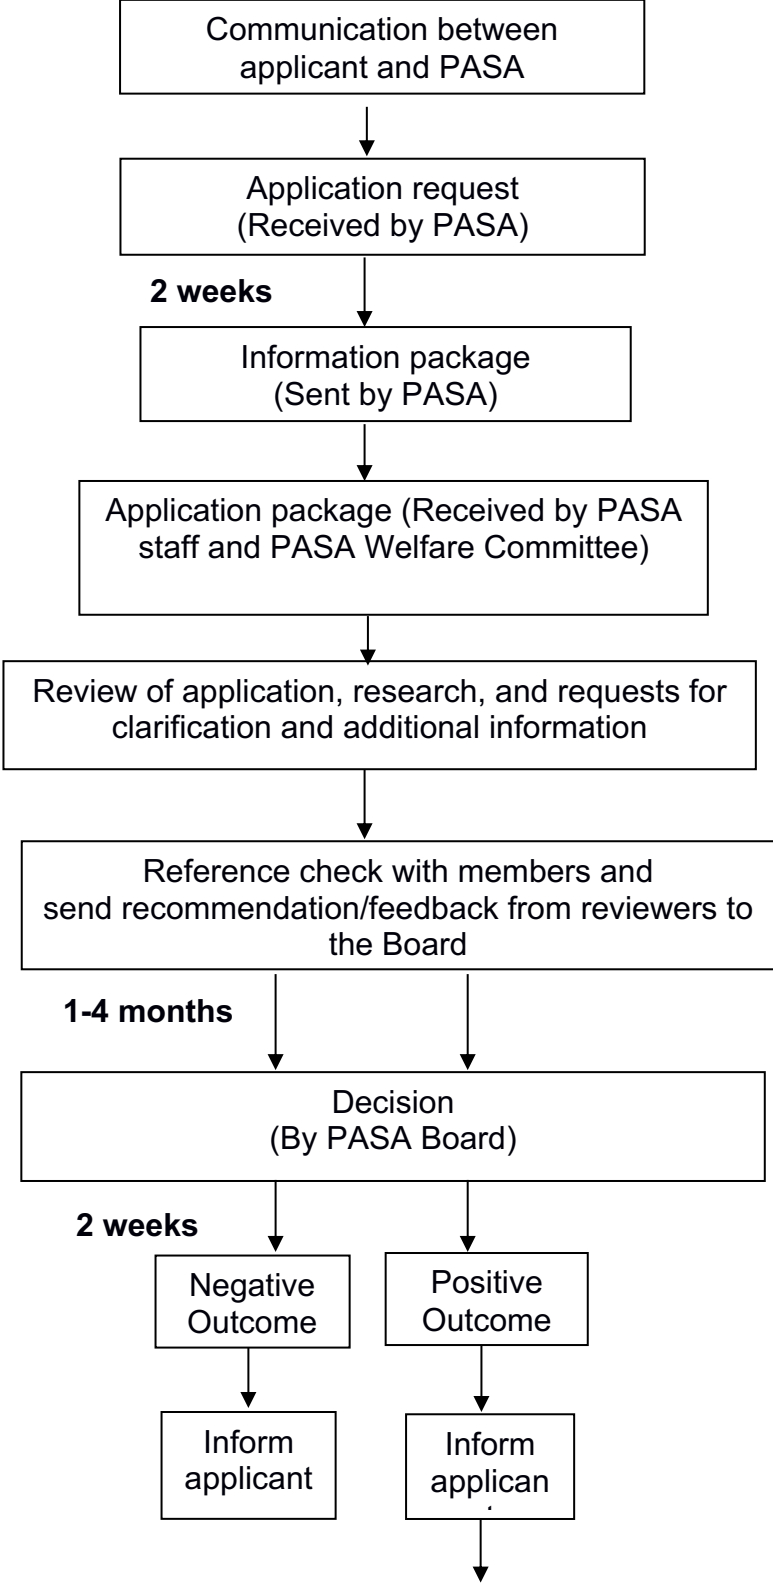 Communication between
applicant and PASA
Application request
(Received by PASA)
2 weeks
Information package
(Sent by PASA)
Application package (Received by PASA
staff and PASA Welfare Committee)
Review of application, research, and requests for
clarification and additional information
Reference check with members and
send recommendation/feedback from reviewers to
the Board
1-4 months
Decision
(By PASA Board)
2 weeks
Negative
Outcome
Positive
Outcome
Inform
applicant
Inform
applican